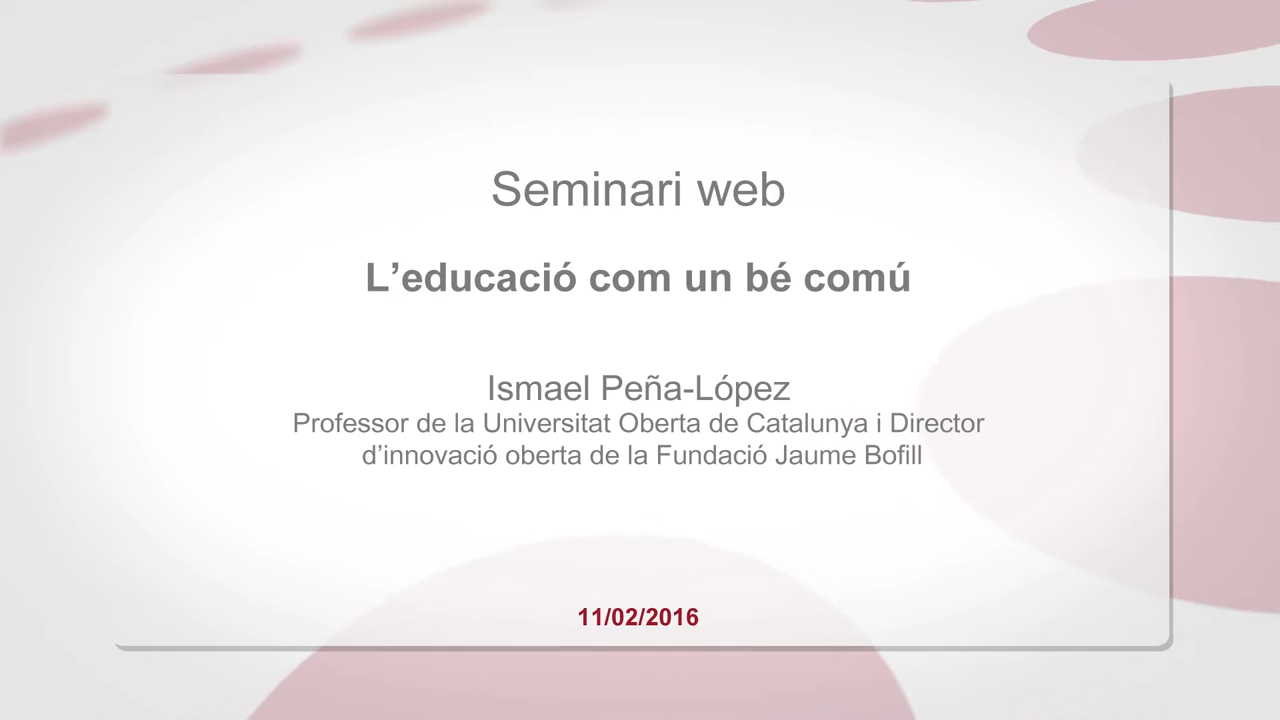 Seminari web
L’educació com un bé comú
Ismael Peña-López
Professor de la Universitat Oberta de Catalunya i Director
d’innovació oberta de la Fundació Jaume Bofill
11/02/2016